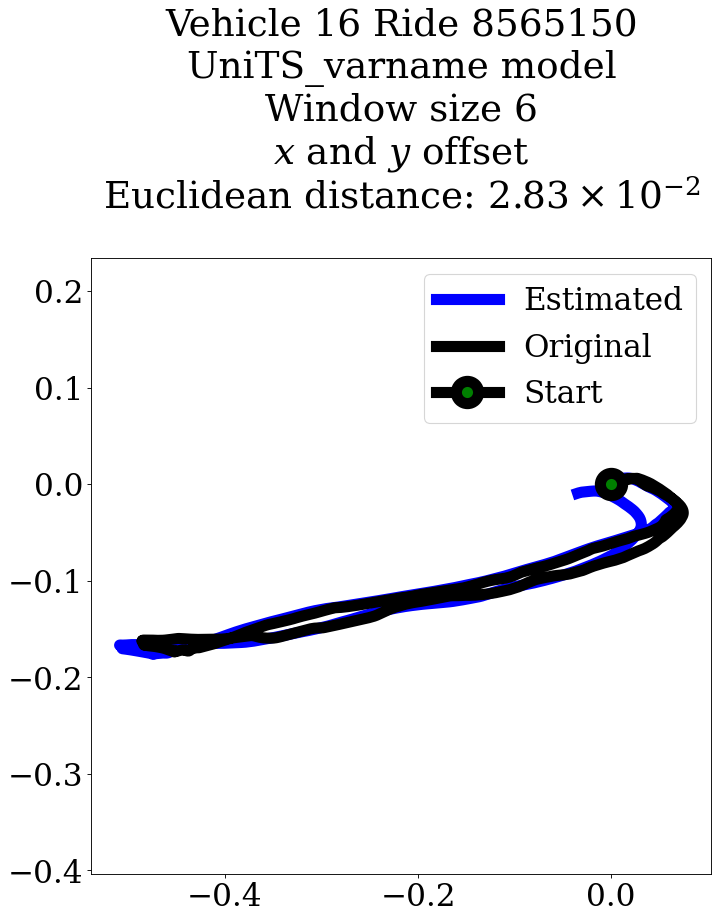 Vehicle 16 Ride 8565150
UniTS_varname model
Window size 6
x and y offset
Euclidean distance: 2.83 × 10⁻²
Estimated
Original
Start
0.2
0.1
0.0
−0.1
−0.2
−0.3
−0.4
−0.4 −0.2 0.0